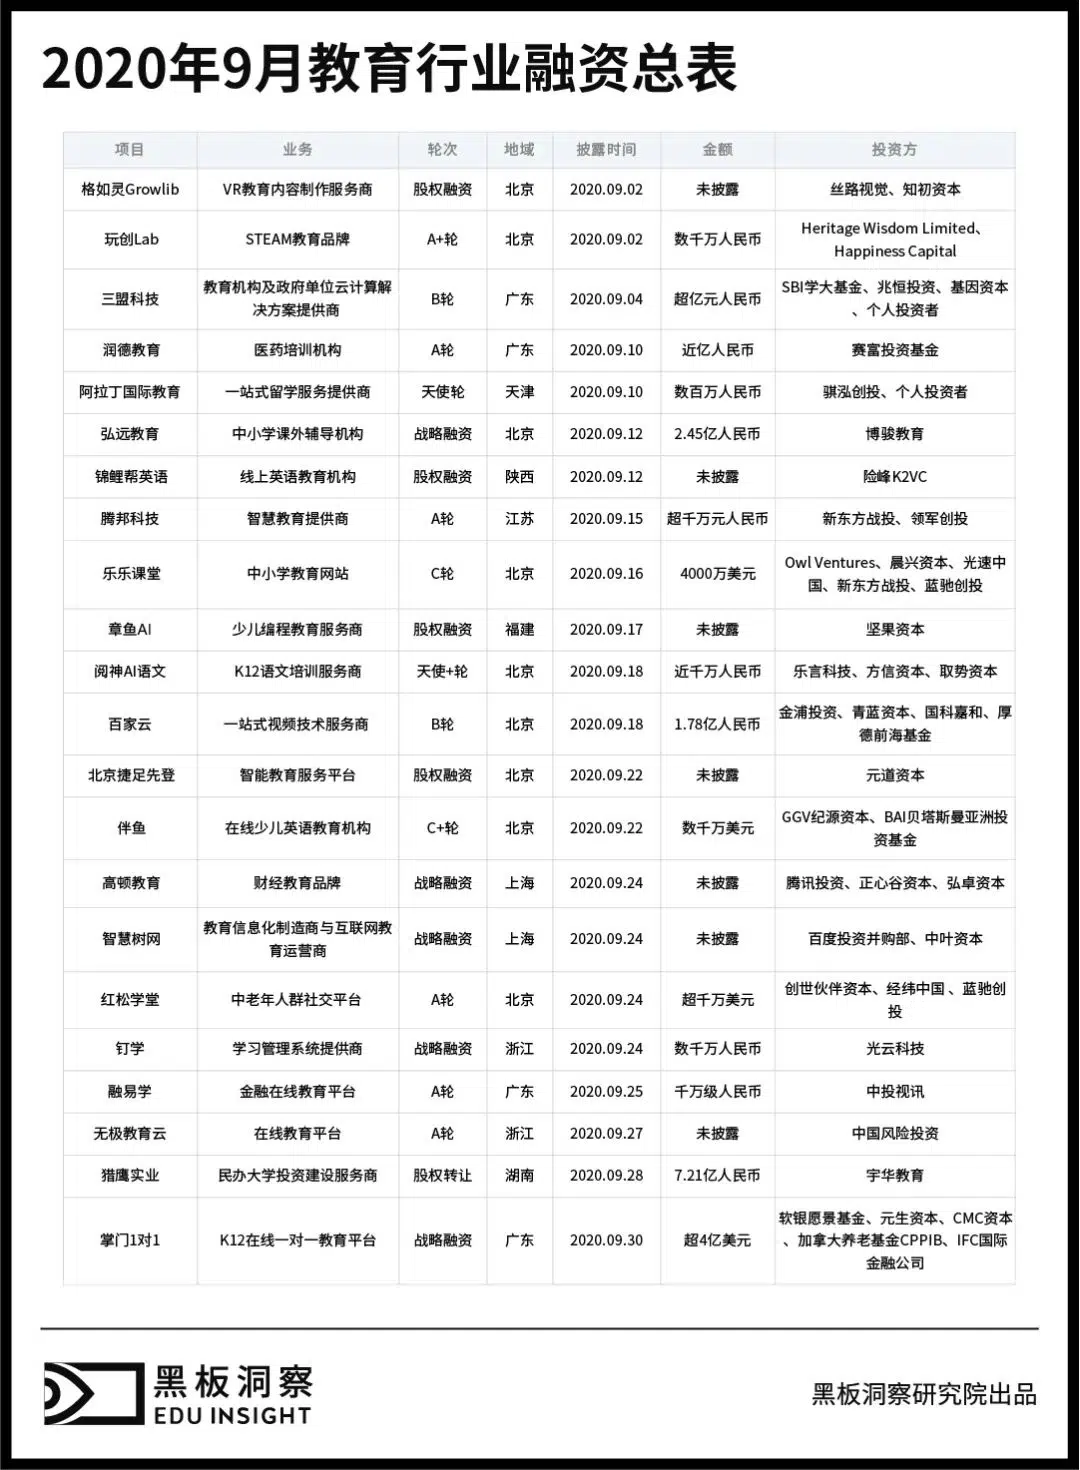 2020年9月教育行业融资总表
项目 业务 轮次 地域 披露时间 金额 投资方
格如灵Growlib VR教育内容制作服务商 股权融资 北京 2020.09.02 未披露 丝路视觉、知初资本
玩创Lab STEAM教育品牌 A+轮 北京 2020.09.02 数千万人民币 Heritage Wisdom Limited、
Happiness Capital
三盟科技 教育机构及政府单位云计算解
决方案提供商 B轮 广东 2020.09.04 超亿元人民币 SBI学大基金、兆恒投资、基因资本
、个人投资者
润德教育 医药培训机构 A轮 广东 2020.09.10 近亿人民币 赛富投资基金
阿拉丁国际教育 一站式留学服务提供商 天使轮 天津 2020.09.10 数百万人民币 骐泓创投、个人投资者
弘远教育 中小学课外辅导机构 战略融资 北京 2020.09.12 2.45亿人民币 博骏教育
锦鲤帮英语 线上英语教育机构 股权融资 陕西 2020.09.12 未披露 险峰K2VC
腾邦科技 智慧教育提供商 A轮 江苏 2020.09.15 超千万元人民币 新东方战投、领军创投
乐乐课堂 中小学教育网站 C轮 北京 2020.09.16 4000万美元 Owl Ventures、晨兴资本、光速中
国、新东方战投、蓝驰创投
章鱼AI 少儿编程教育服务商 股权融资 福建 2020.09.17 未披露 坚果资本
阅神AI语文 K12语文培训服务商 天使+轮 北京 2020.09.18 近千万人民币 乐言科技、方信资本、取势资本
百家云 一站式视频技术服务商 B轮 北京 2020.09.18 1.78亿人民币 金浦投资、青蓝资本、国科嘉和、厚
德前海基金
北京捷足先登 智能教育服务平台 股权融资 北京 2020.09.22 未披露 元道资本
伴鱼 在线少儿英语教育机构 C+轮 北京 2020.09.22 数千万美元 GGV纪源资本、BAI贝塔斯曼亚洲投
资基金
高顿教育 财经教育品牌 战略融资 上海 2020.09.24 未披露 腾讯投资、正心谷资本、弘卓资本
智慧树网 教育信息化制造商与互联网教
育运营商 战略融资 上海 2020.09.24 未披露 百度投资并购部、中叶资本
红松学堂 中老年人群社交平台 A轮 北京 2020.09.24 超千万美元 创世伙伴资本、经纬中国 、蓝驰创
投
钉学 学习管理系统提供商 战略融资 浙江 2020.09.24 数千万人民币 光云科技
融易学 金融在线教育平台 A轮 广东 2020.09.25 千万级人民币 中投视讯
无极教育云 在线教育平台 A轮 浙江 2020.09.27 未披露 中国风险投资
猎鹰实业 民办大学投资建设服务商 股权转让 湖南 2020.09.28 7.21亿人民币 宇华教育
掌门1对1 K12在线一对一教育平台 战略融资 广东 2020.09.30 超4亿美元 软银愿景基金、元生资本、CMC资本
、加拿大养老基金CPPIB、IFC国际
金融公司
黑板洞察
EDU INSIGHT
黑板洞察研究院出品